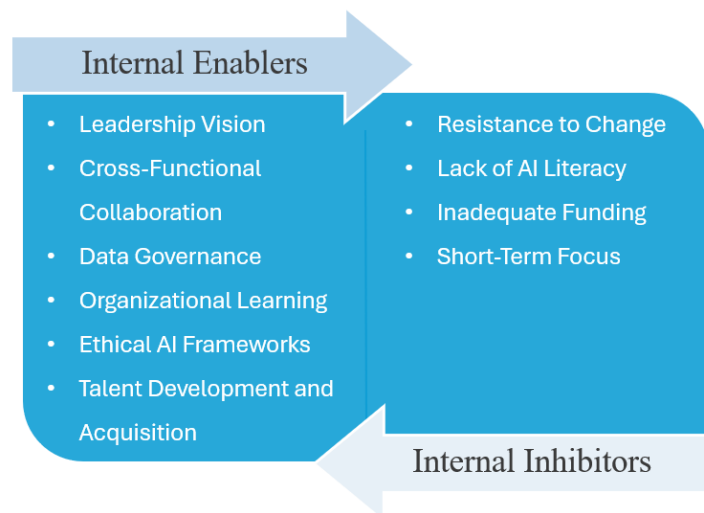 Internal Enablers
• Leadership Vision
• Cross-Functional
Collaboration
• Data Governance
• Organizational Learning
• Ethical AI Frameworks
• Talent Development and
Acquisition
• Resistance to Change
• Lack of AI Literacy
• Inadequate Funding
• Short-Term Focus
Internal Inhibitors